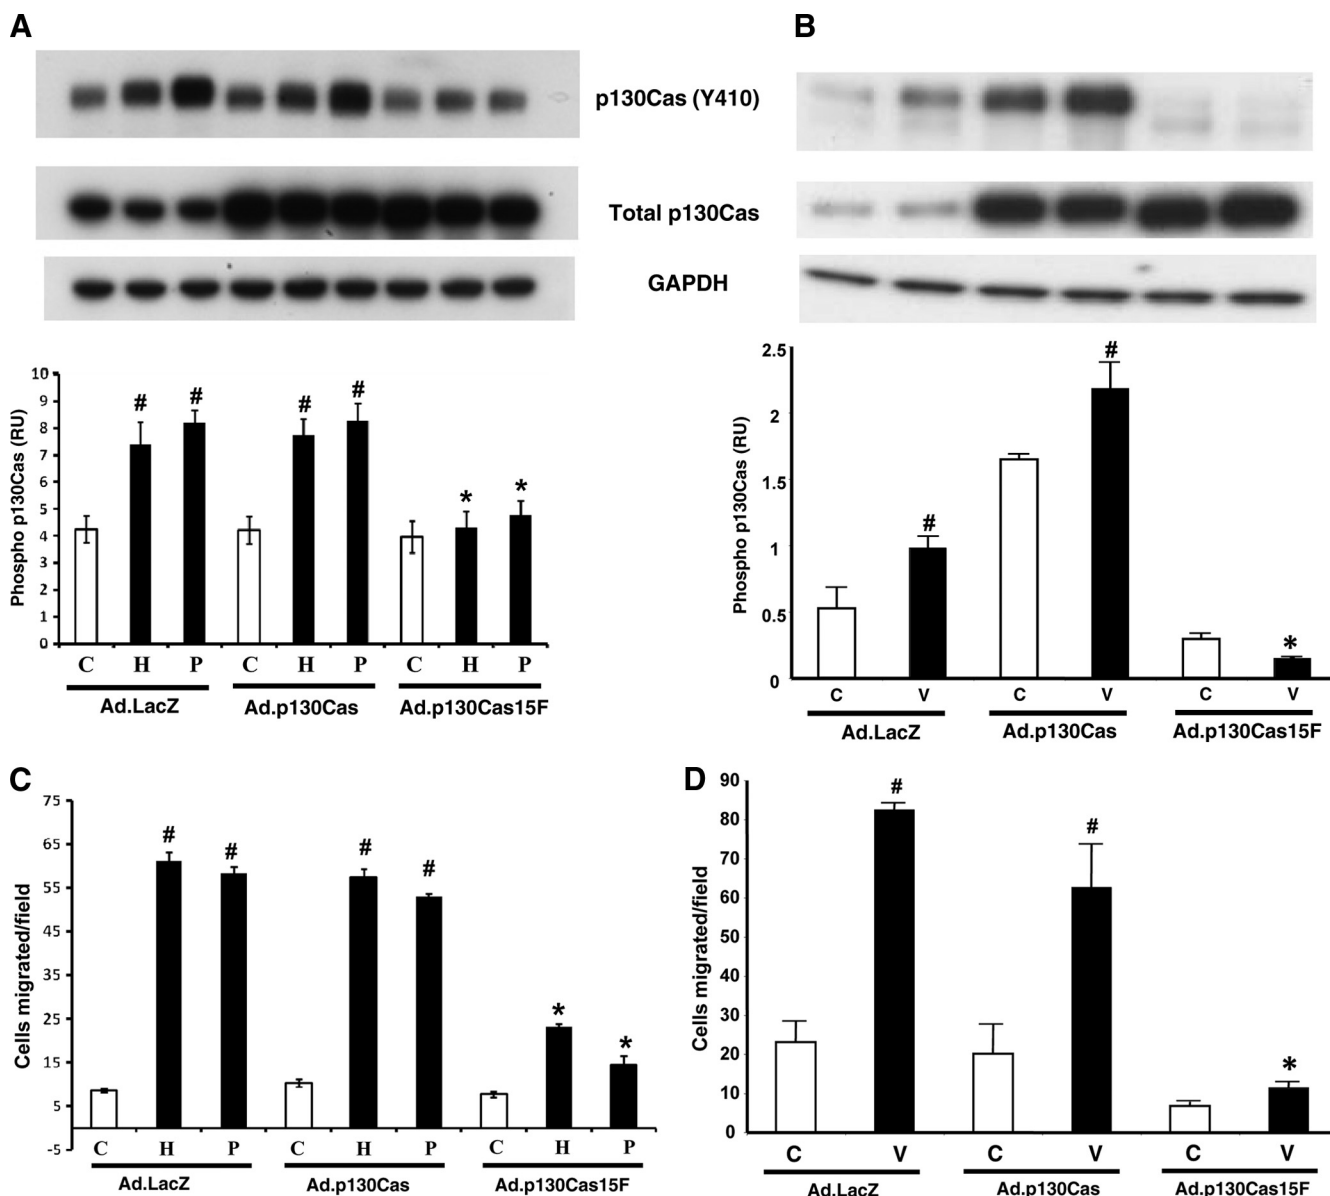 A
B
p130Cas (Y410)
Total p130Cas
GAPDH
Phospho p130Cas (RU)
10
9
8
7
6
5
4
3
2
1
0
# # # # * *
C H P C H P C H P
Ad.LacZ Ad.p130Cas Ad.p130Cas15F
Phospho p130Cas (RU)
2.5
2
1.5
1
0.5
0
# # *
C V C V C V
Ad.LacZ Ad.p130Cas Ad.p130Cas15F
C
Cells migrated/field
75
65
55
45
35
25
15
5
-5
# # # # * *
C H P C H P C H P
Ad.LacZ Ad.p130Cas Ad.p130Cas15F
D
Cells migrated/field
90
80
70
60
50
40
30
20
10
0
# # *
C V C V C V
Ad.LacZ Ad.p130Cas Ad.p130Cas15F